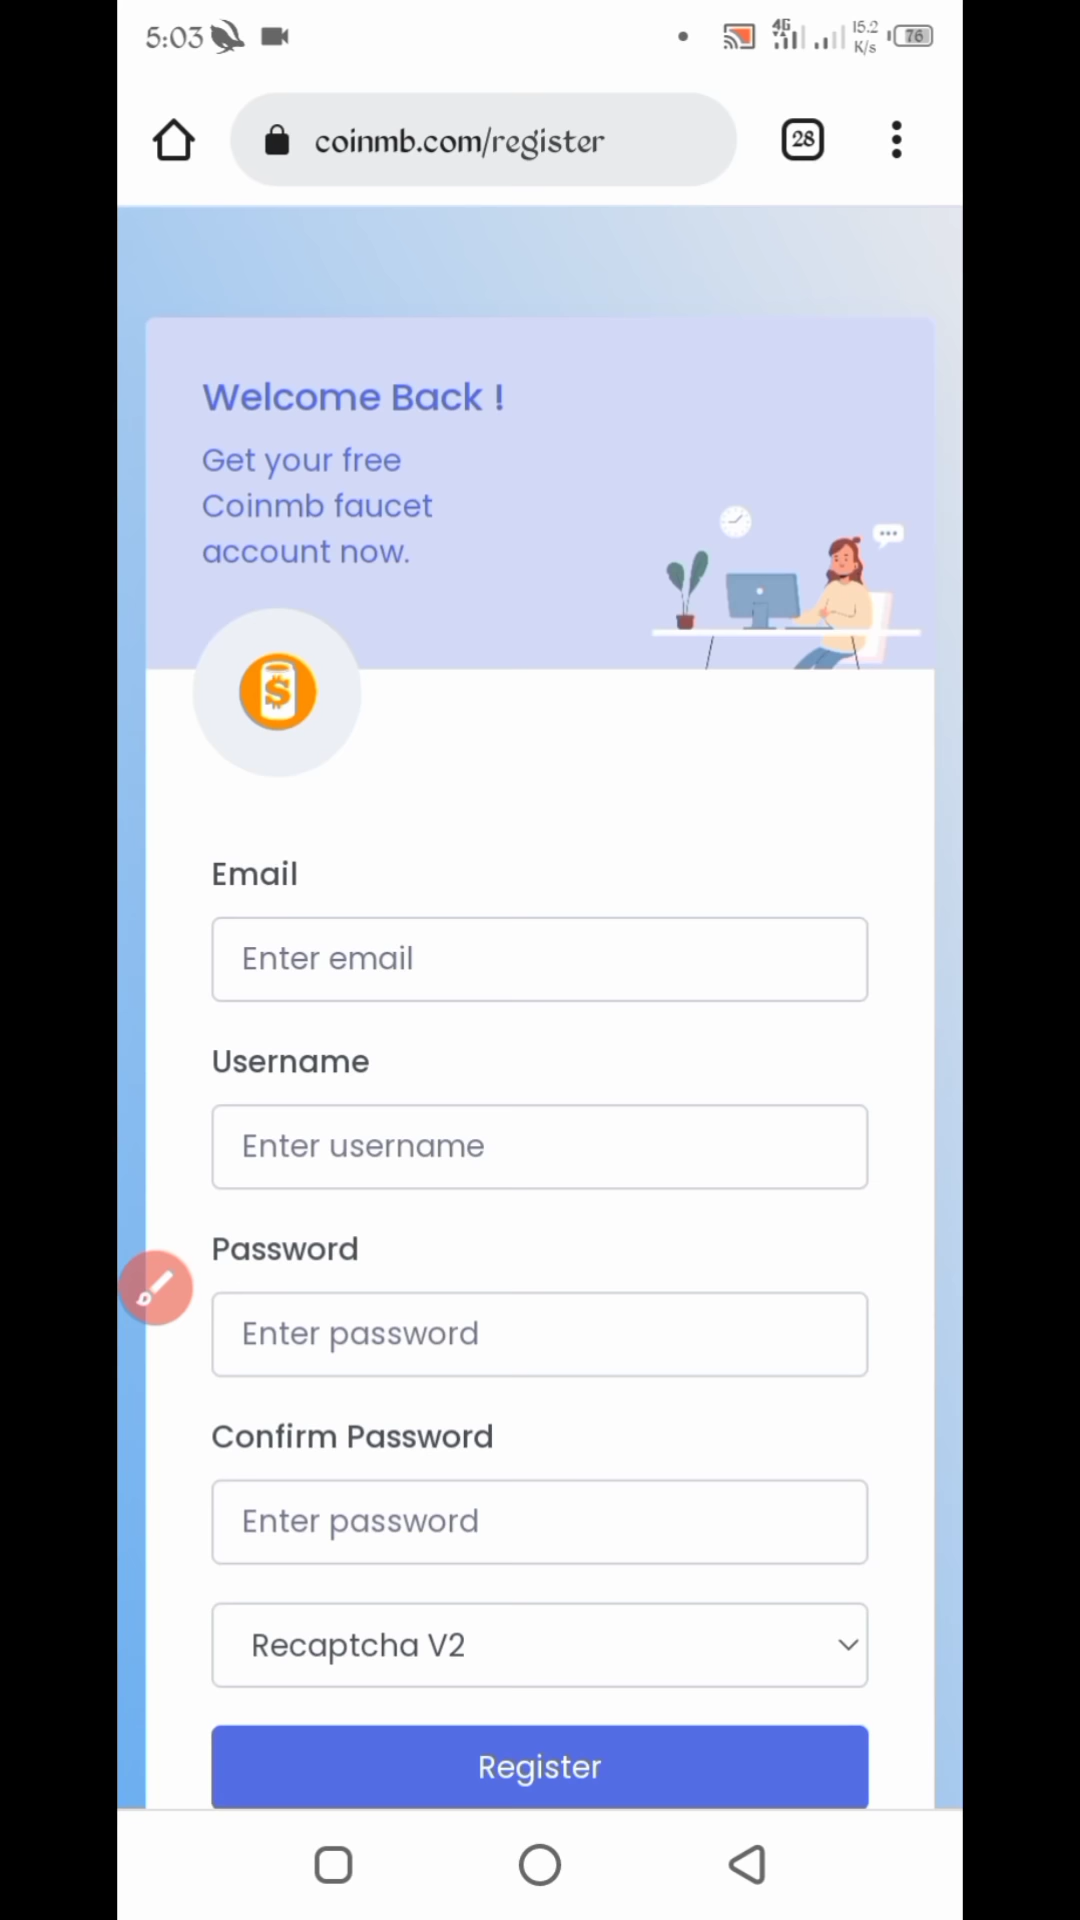 5:03
4G
15.2
K/s
76
coinmb.com/register
28
Welcome Back !
Get your free
Coinmb faucet
account now.
$
Email
Enter email
Username
Enter username
Password
Enter password
Confirm Password
Enter password
Recaptcha V2
Register